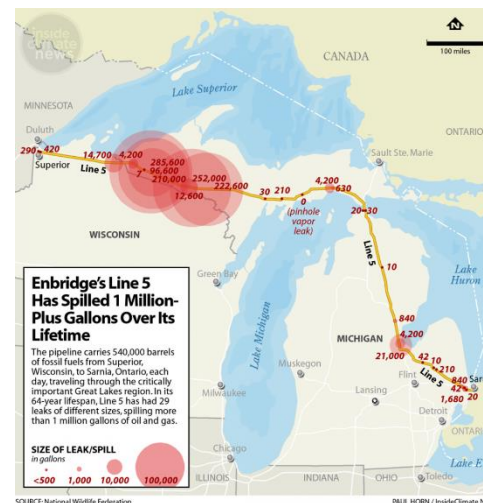 inside
climate
news
N
100 miles
CANADA
Lake Superior
MINNESOTA
ONTARIO
Duluth
Sault Ste. Marie
290 420
14,700 4,200
285,600
Superior
Line 5
7 96,600
252,000
4,200
210,000
222,600
630
12,600
30 210
0
20 30
(pinhole
vapor
leak)
WISCONSIN
Line 5
Green Bay
10
Lake
Huron
Enbridge's Line 5
Has Spilled 1 Million-
Plus Gallons Over Its
Lifetime
The pipeline carries 540,000 barrels
of fossil fuels from Superior,
Wisconsin, to Sarnia, Ontario, each
day, traveling through the critically
important Great Lakes region. In its
64-year lifespan, Line 5 has had 29
leaks of different sizes, spilling more
than 1 million gallons of oil and gas.
SIZE OF LEAK/SPILL
in gallons
<500 1,000 10,000 100,000
Lake Michigan
840
MICHIGAN
4,200
21,000
42 10
210
Muskegon
Flint
Line 5
840
Sar
42
20
Milwaukee
Lansing
1,680
Detroit
ONTARI
Lake E
Chicago
ILLINOIS
INDIANA
OHIO
Toledo
SOURCE: National Wildlife Federation
PAUL HORN / InsideClimate N